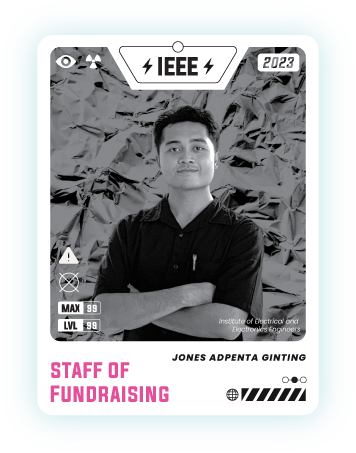 IEEE
2023
MAX 99
LVL 99
Institute of Electrical and
Electronics Engineers
JONES ADPENTA GINTING
STAFF OF
FUNDRAISING